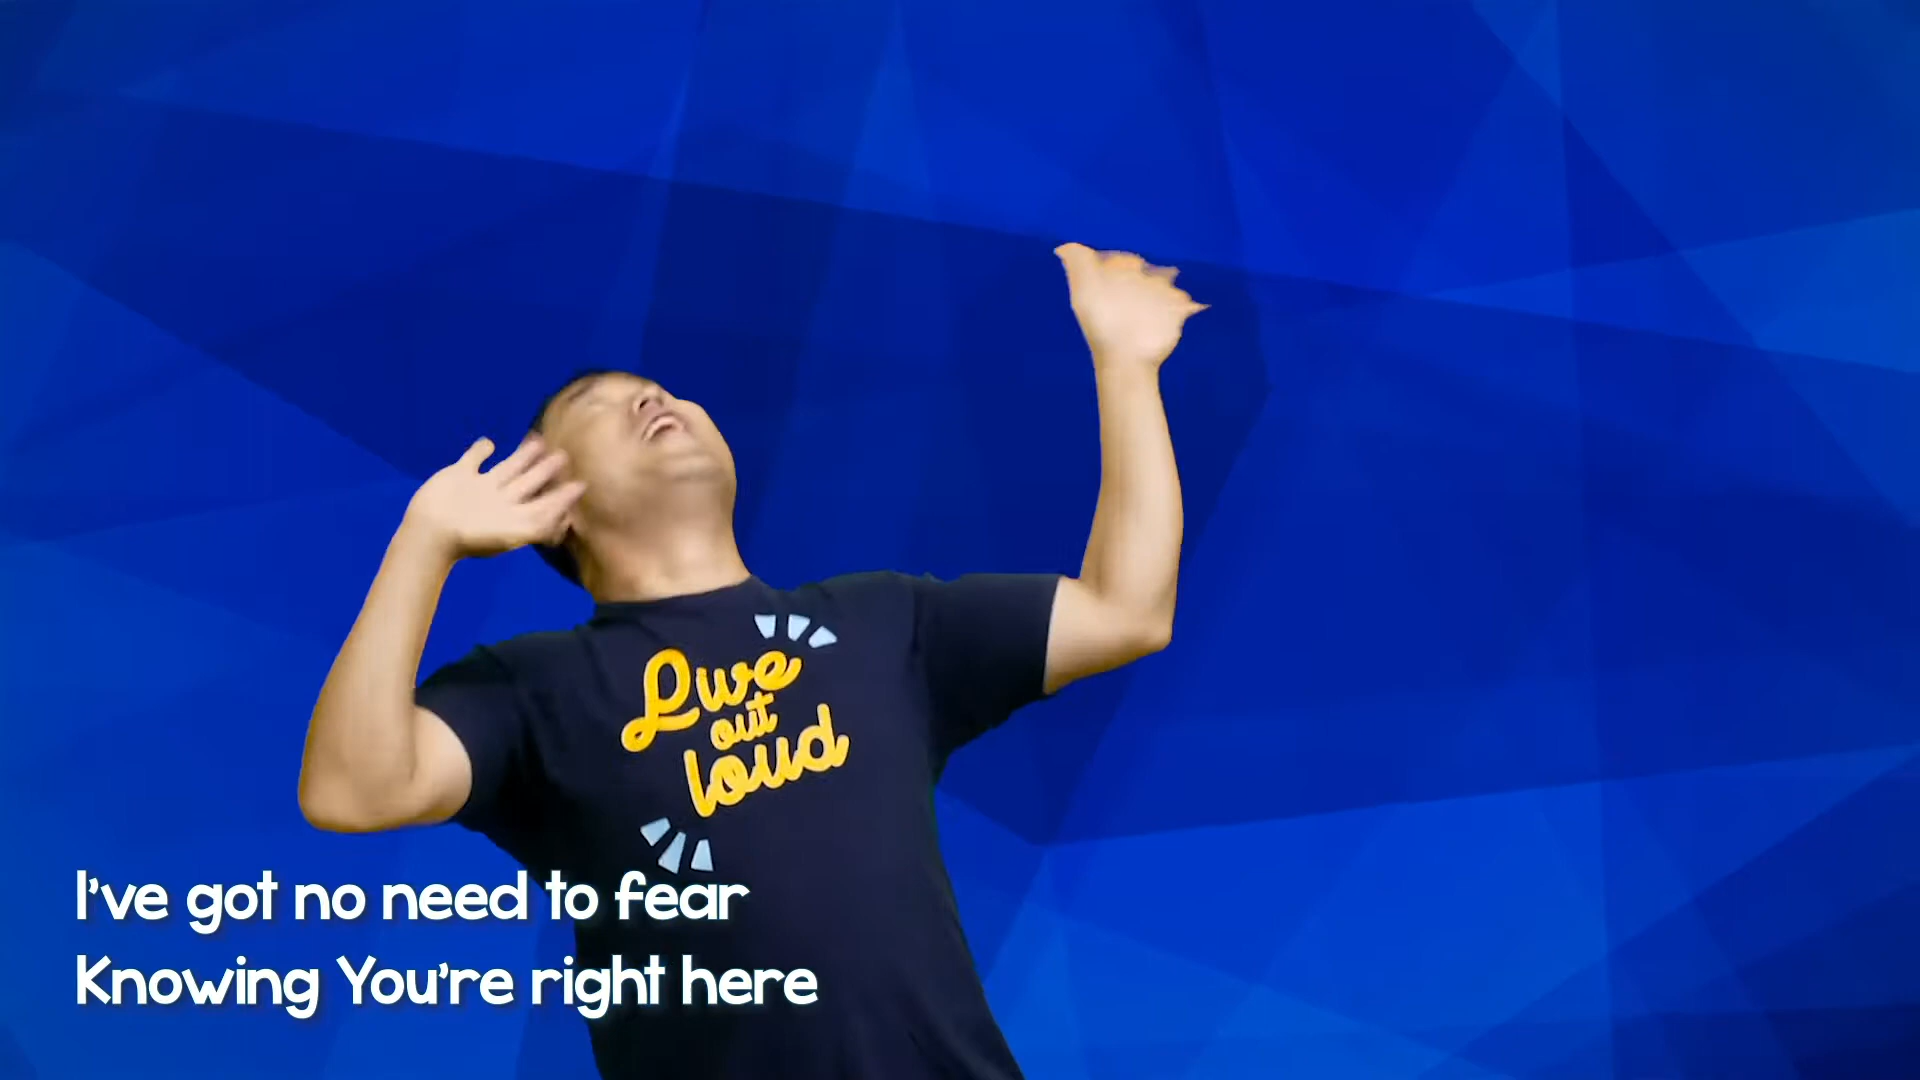 Live
out
loud
I've got no need to fear
Knowing You're right here